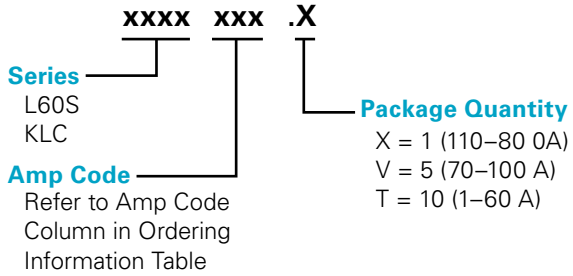 xxxx xxx .X
Series
L60S
KLC
Amp Code
Refer to Amp Code
Column in Ordering
Information Table
Package Quantity
X = 1 (110–80 0A)
V = 5 (70–100 A)
T = 10 (1–60 A)